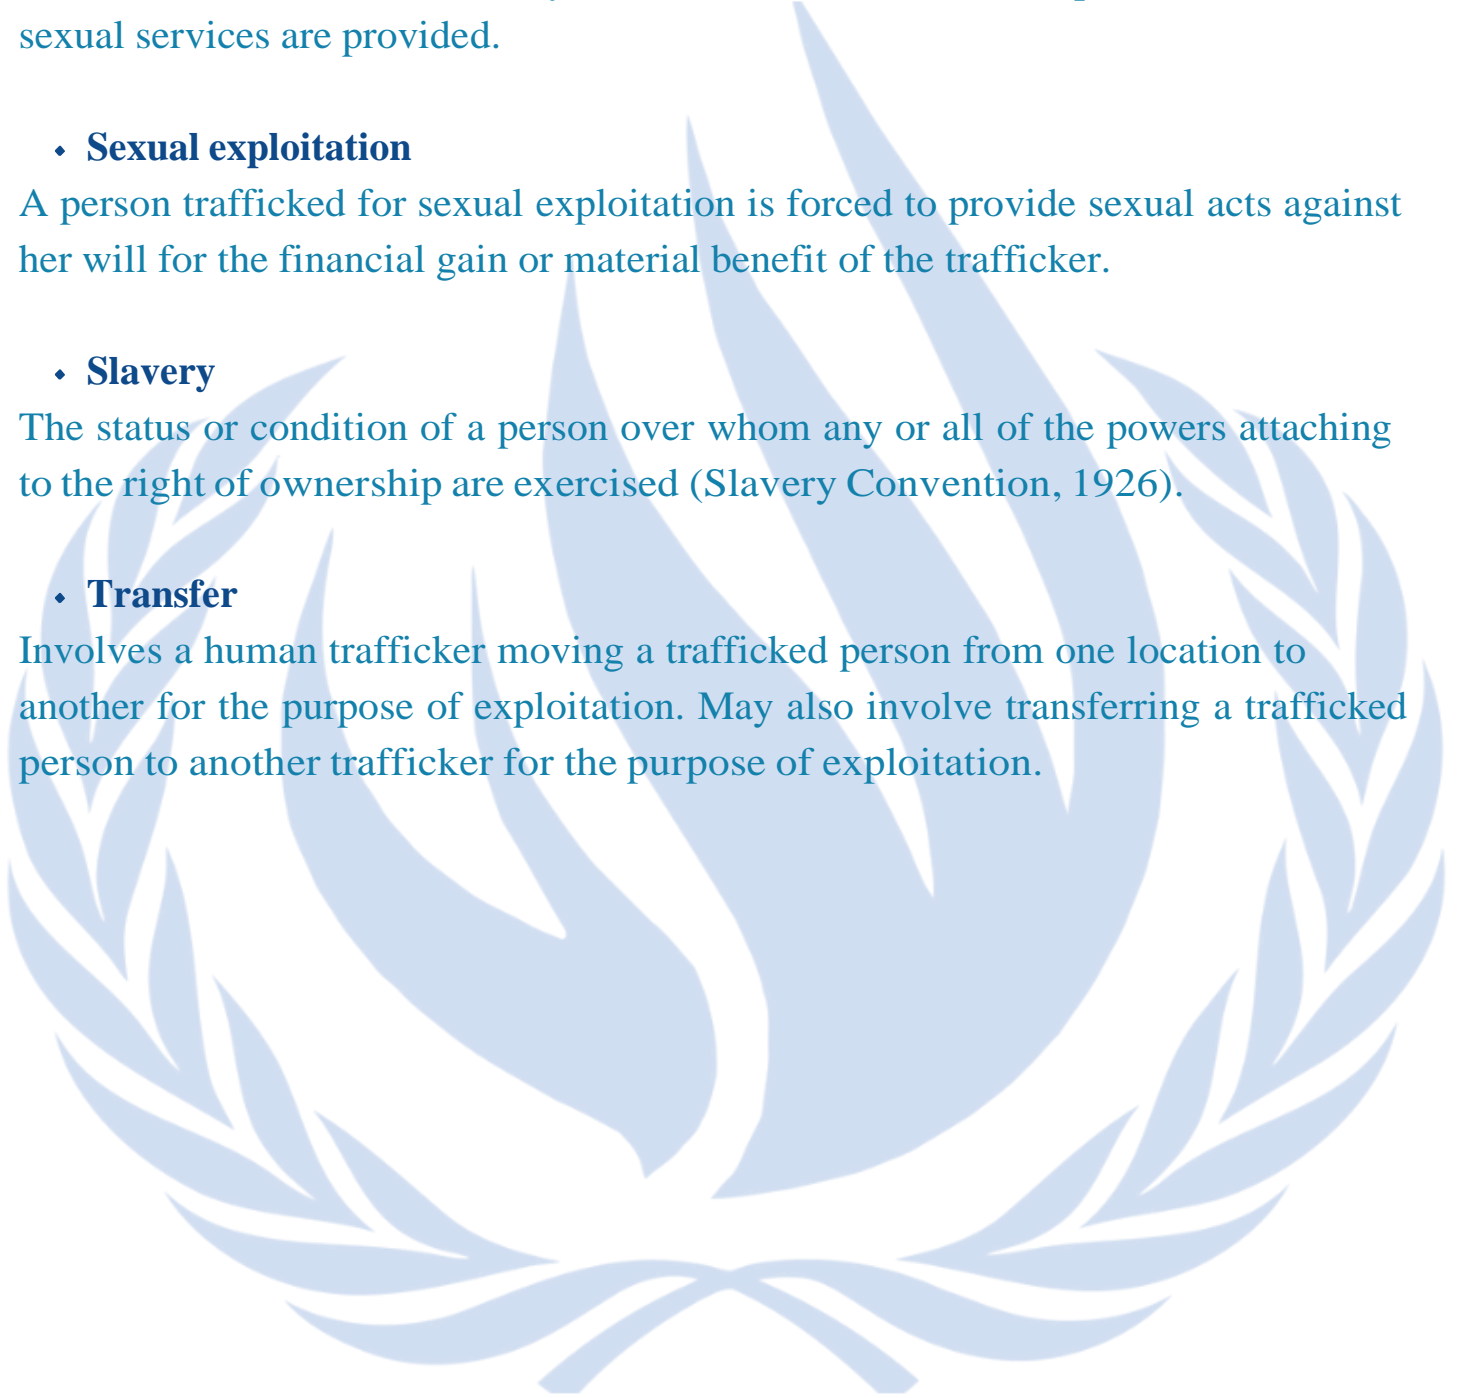 sexual services are provided.
• Sexual exploitation
A person trafficked for sexual exploitation is forced to provide sexual acts against
her will for the financial gain or material benefit of the trafficker.
• Slavery
The status or condition of a person over whom any or all of the powers attaching
to the right of ownership are exercised (Slavery Convention, 1926).
• Transfer
Involves a human trafficker moving a trafficked person from one location to
another for the purpose of exploitation. May also involve transferring a trafficked
person to another trafficker for the purpose of exploitation.